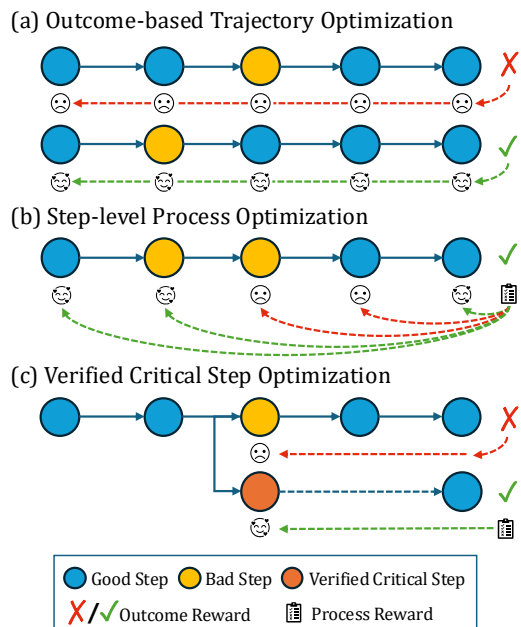 (a) Outcome-based Trajectory Optimization
(b) Step-level Process Optimization
(c) Verified Critical Step Optimization
Good Step Bad Step Verified Critical Step
✗/✓ Outcome Reward Process Reward